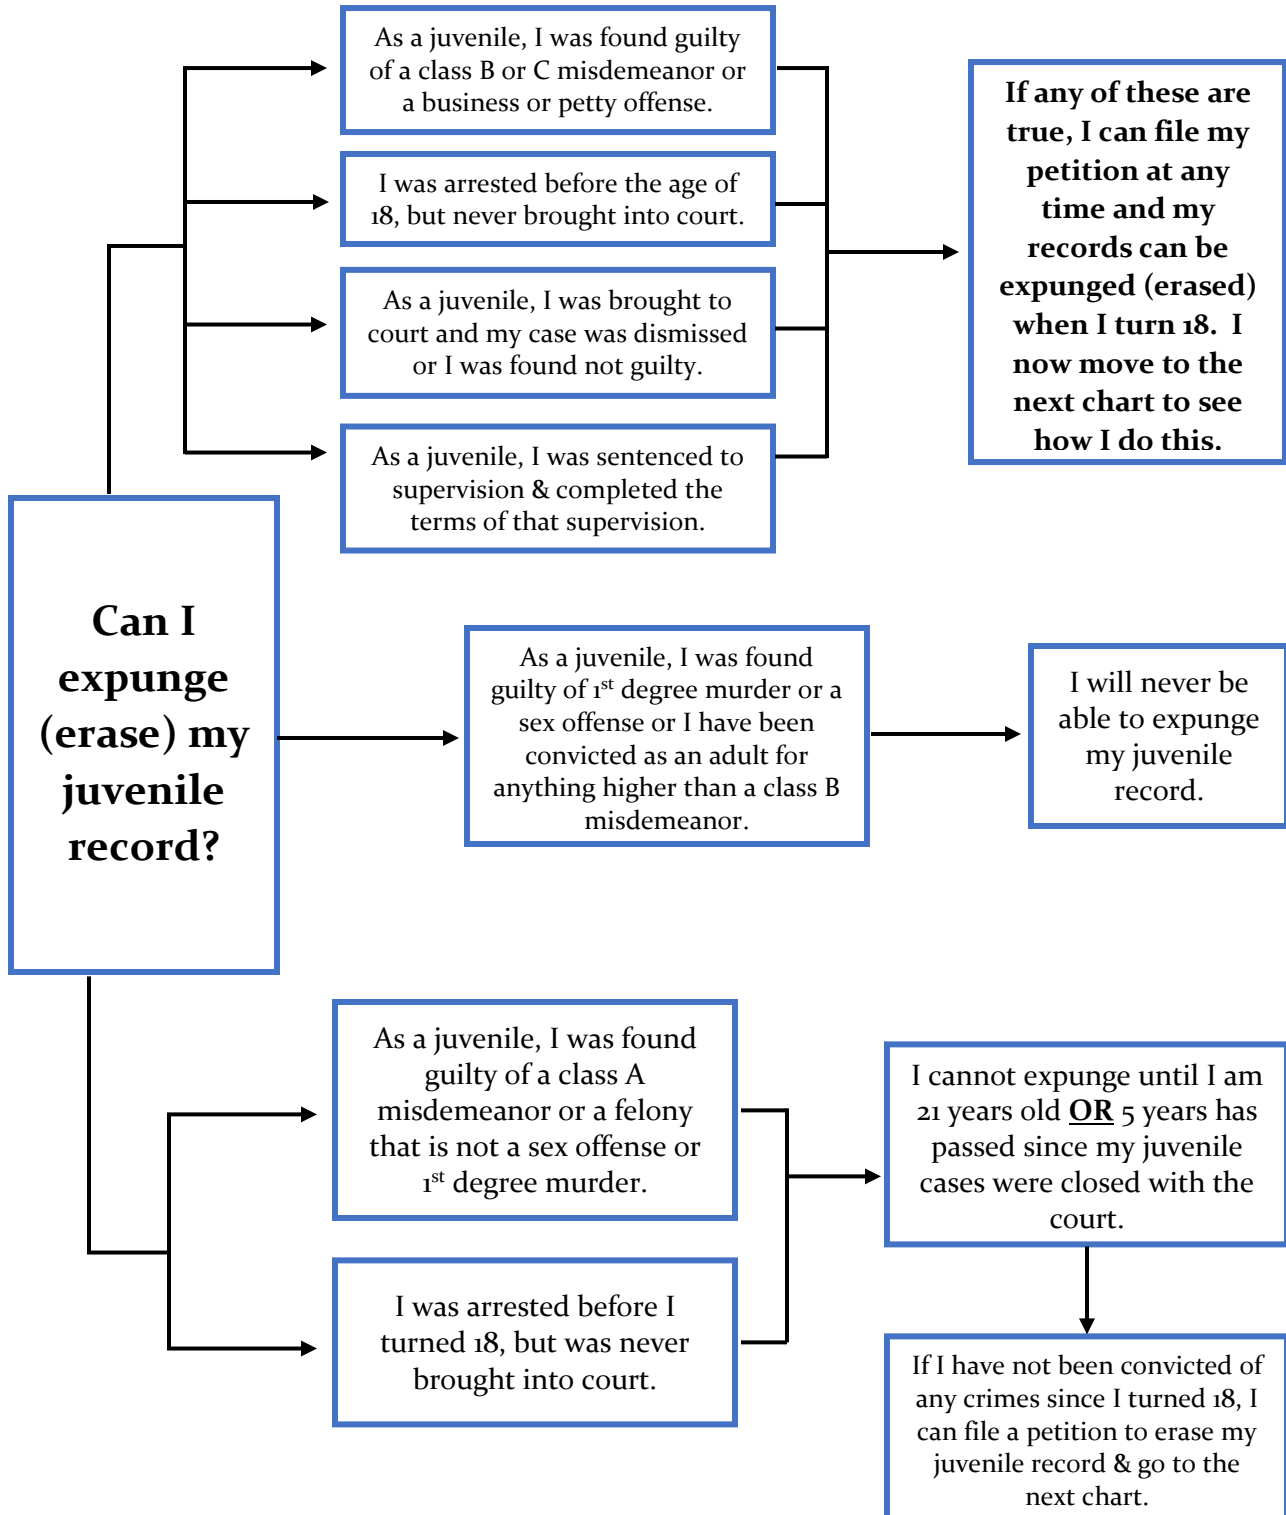 As a juvenile, I was found guilty
of a class B or C misdemeanor or
a business or petty offense.
I was arrested before the age of
18, but never brought into court.
As a juvenile, I was brought to
court and my case was dismissed
or I was found not guilty.
As a juvenile, I was sentenced to
supervision & completed the
terms of that supervision.
If any of these are
true, I can file my
petition at any
time and my
records can be
expunged (erased)
when I turn 18. I
now move to the
next chart to see
how I do this.
Can I
expunge
(erase) my
juvenile
record?
As a juvenile, I was found
guilty of 1st degree murder or a
sex offense or I have been
convicted as an adult for
anything higher than a class B
misdemeanor.
I will never be
able to expunge
my juvenile
record.
As a juvenile, I was found
guilty of a class A
misdemeanor or a felony
that is not a sex offense or
1st degree murder.
I was arrested before I
turned 18, but was never
brought into court.
I cannot expunge until I am
21 years old OR 5 years has
passed since my juvenile
cases were closed with the
court.
If I have not been convicted of
any crimes since I turned 18, I
can file a petition to erase my
juvenile record & go to the
next chart.